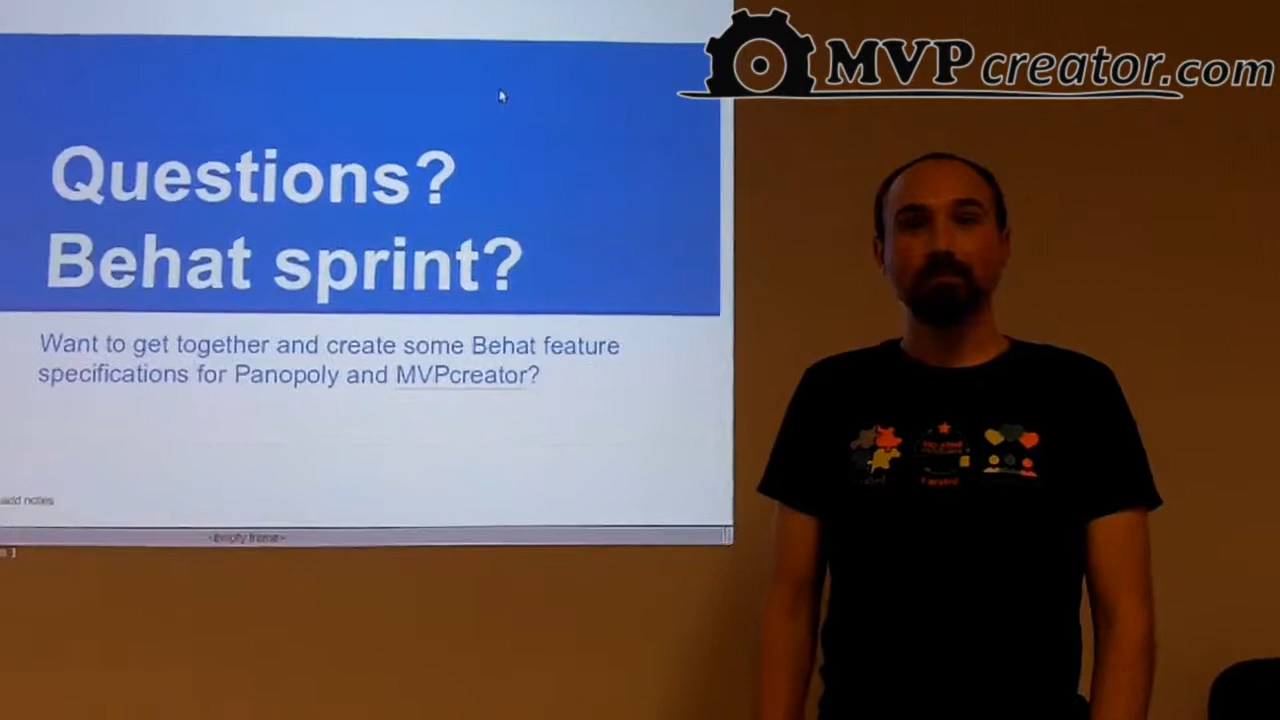 MVPcreator.com
Questions?
Behat sprint?
Want to get together and create some Behat feature
specifications for Panopoly and MVPcreator?
add notes